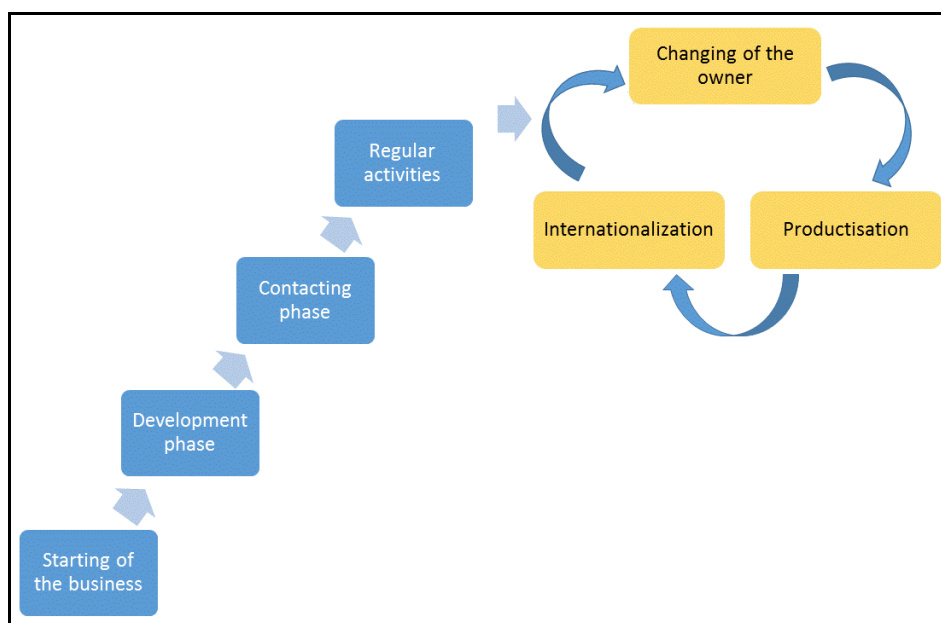 Changing of the
owner
Regular
activities
Internationalization
Productisation
Contacting
phase
Development
phase
Starting of
the business